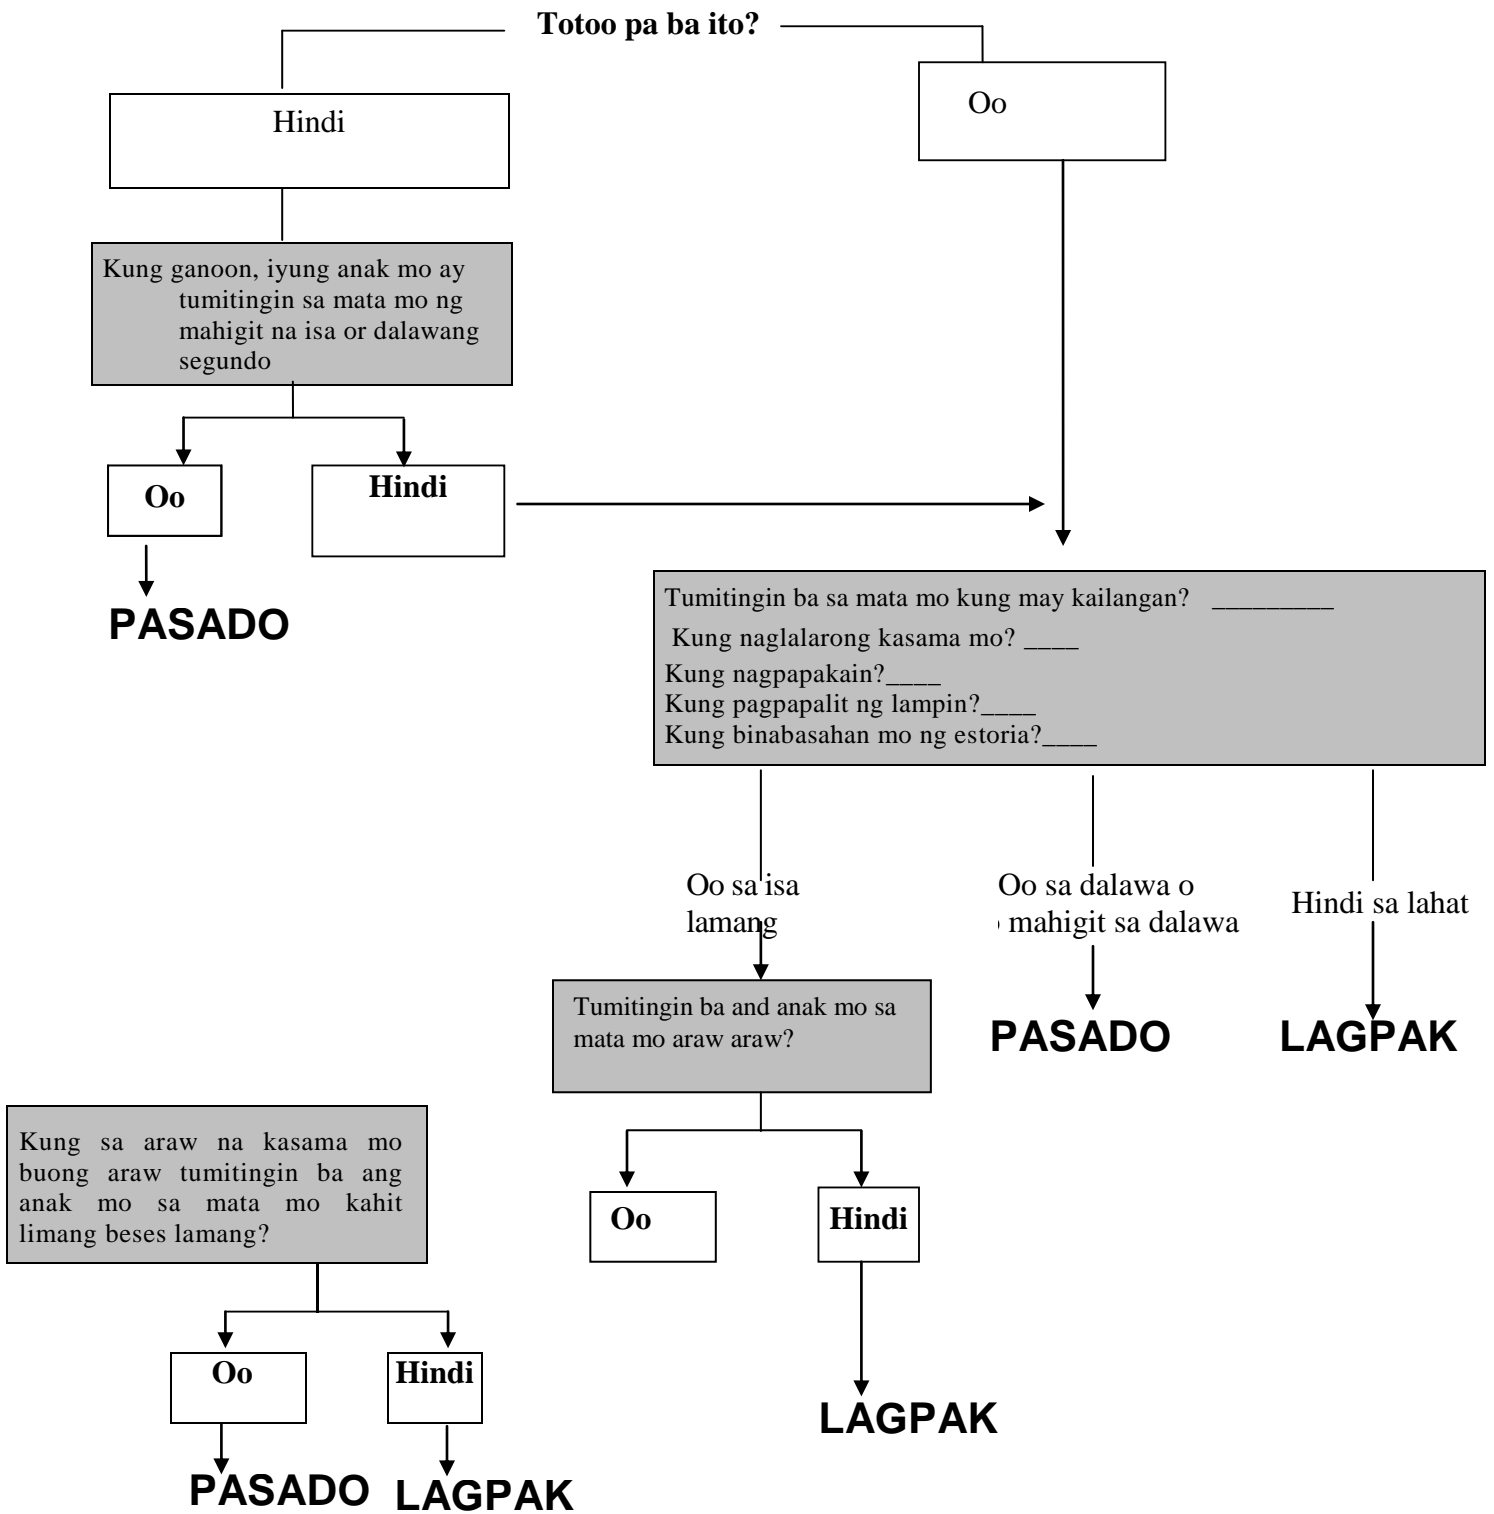 Totoo pa ba ito?
Hindi
Oo
Kung ganoon, iyung anak mo ay
tumitingin sa mata mo ng
mahigit na isa or dalawang
segundo
Oo
Hindi
PASADO
Tumitingin ba sa mata mo kung may kailangan? _________
Kung naglalarong kasama mo? ____
Kung nagpapakain?____
Kung pagpapalit ng lampin?____
Kung binabasahan mo ng estoria?____
Oo sa isa
lamang
Oo sa dalawa o
mahigit sa dalawa
Hindi sa lahat
Tumitingin ba and anak mo sa
mata mo araw araw?
PASADO
LAGPAK
Kung sa araw na kasama mo
buong araw tumitingin ba ang
anak mo sa mata mo kahit
limang beses lamang?
Oo
Hindi
Oo
Hindi
LAGPAK
PASADO
LAGPAK